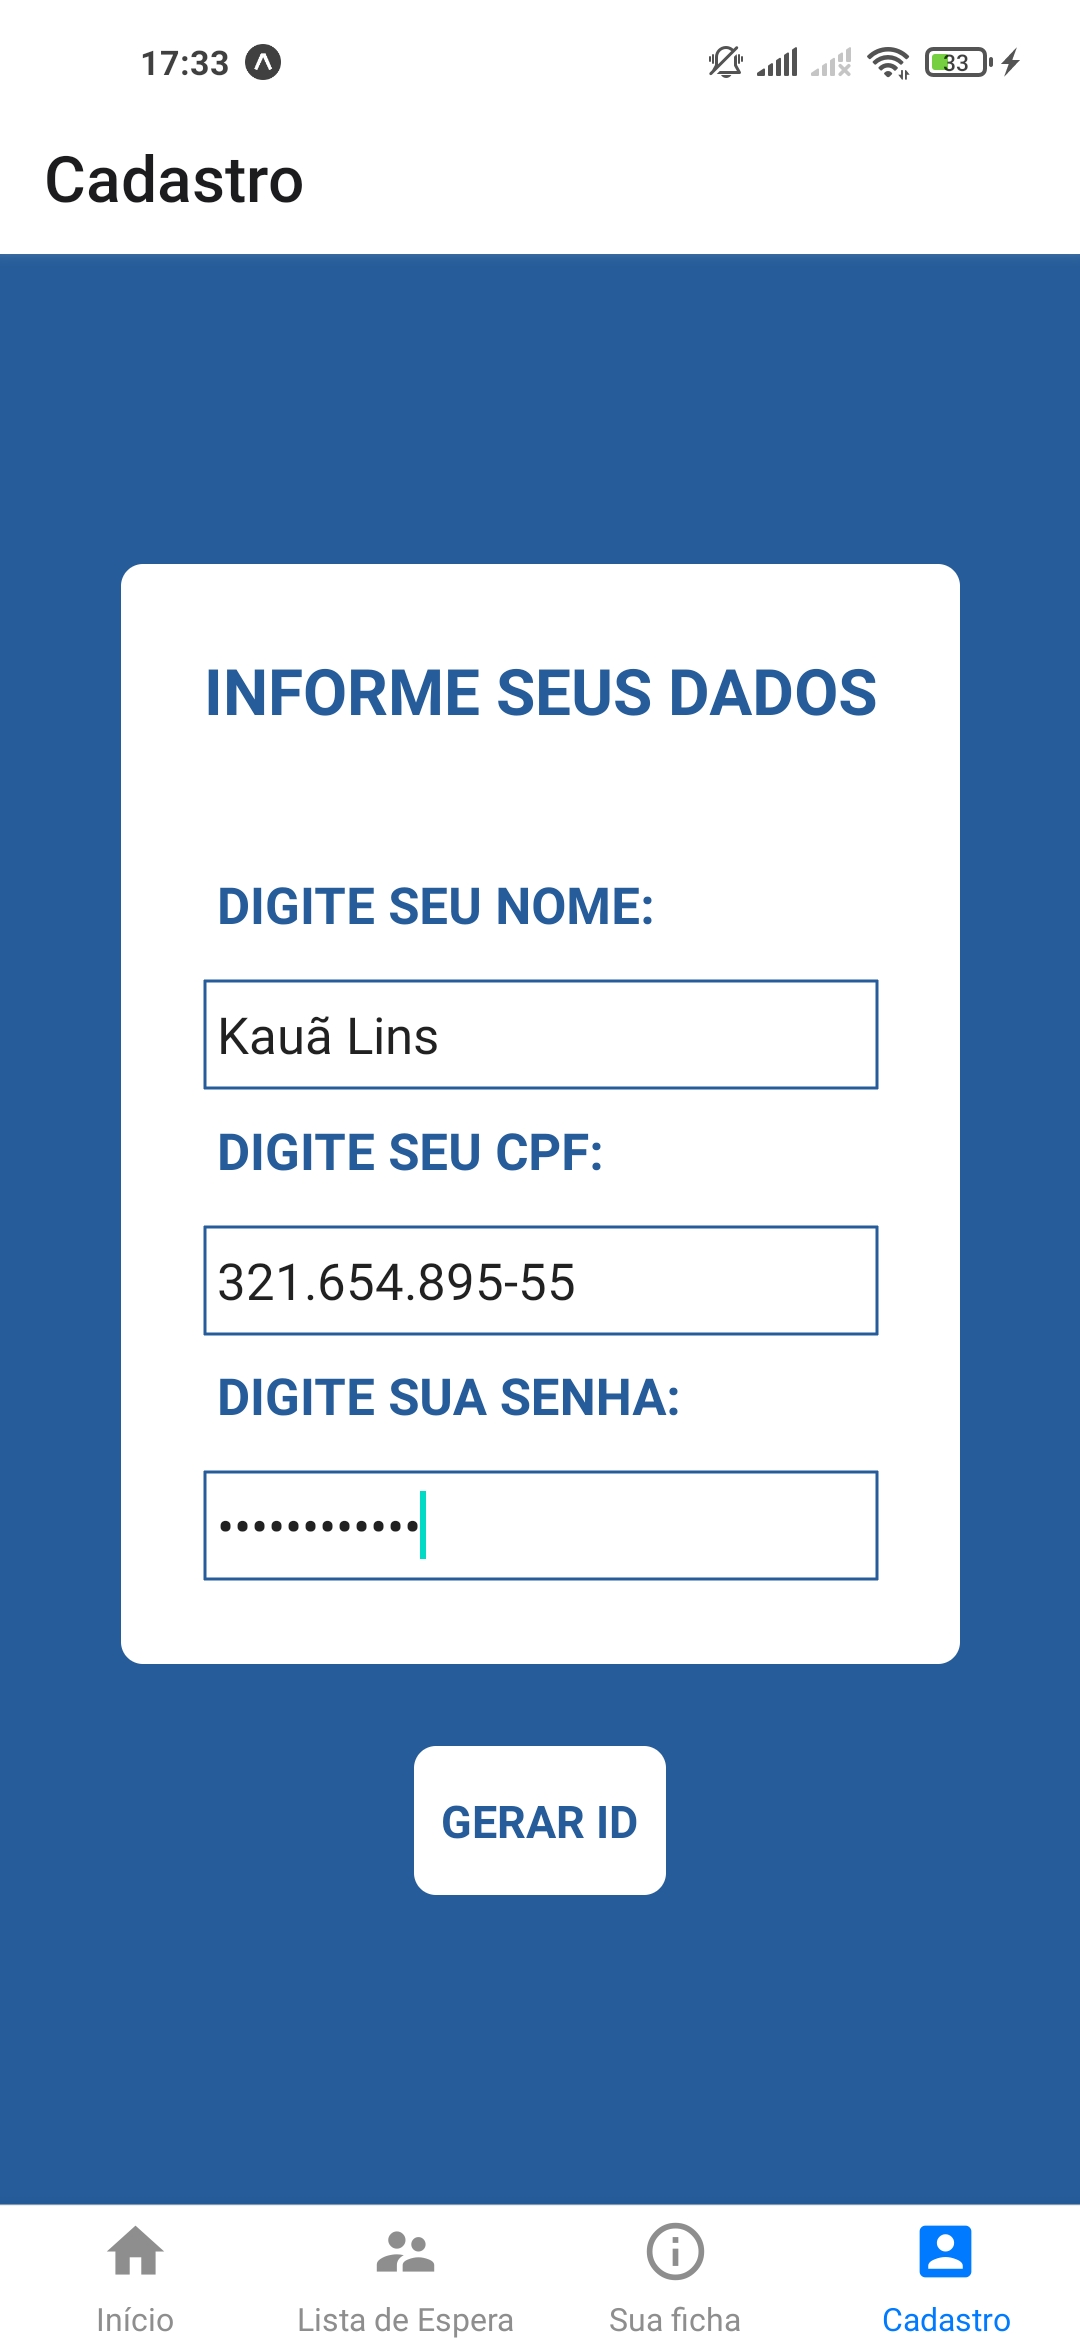 17:33
33
Cadastro
INFORME SEUS DADOS
DIGITE SEU NOME:
Kauã Lins
DIGITE SEU CPF:
321.654.895-55
DIGITE SUA SENHA:
••••••••••••
GERAR ID
Início
Lista de Espera
Sua ficha
Cadastro